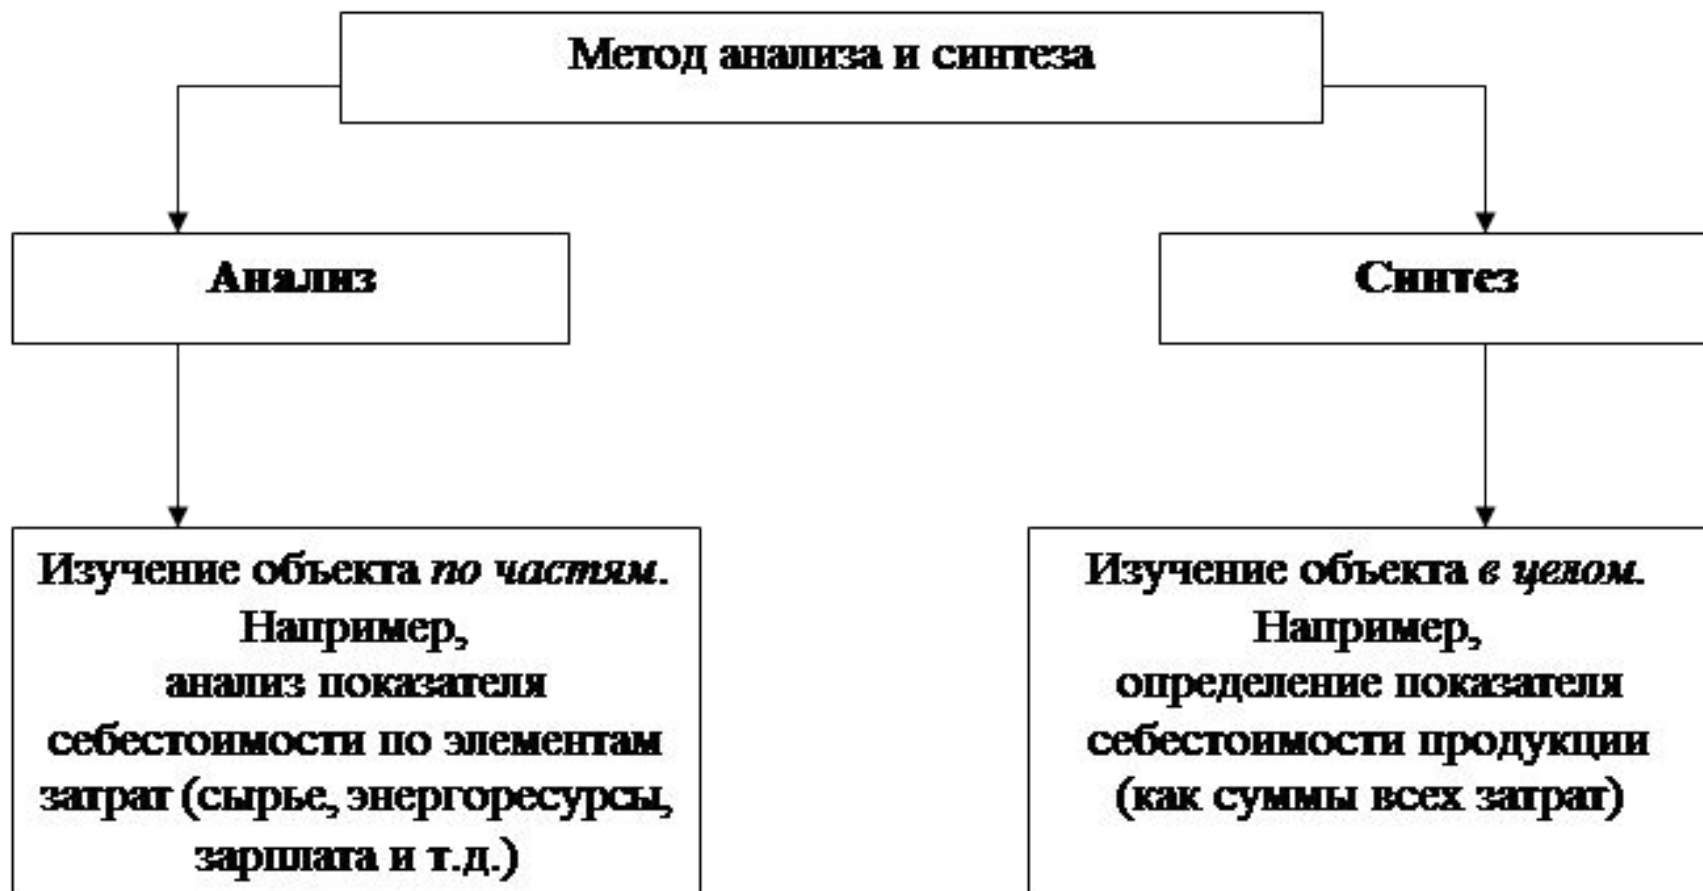 Метод анализа и синтеза
Анализ
Синтез
Изучение объекта по частям.
Например,
анализ показателя
себестоимости по элементам
затрат (сырье, энергоресурсы,
зарплата и т.д.)
Изучение объекта в целом.
Например,
определение показателя
себестоимости продукции
(как суммы всех затрат)